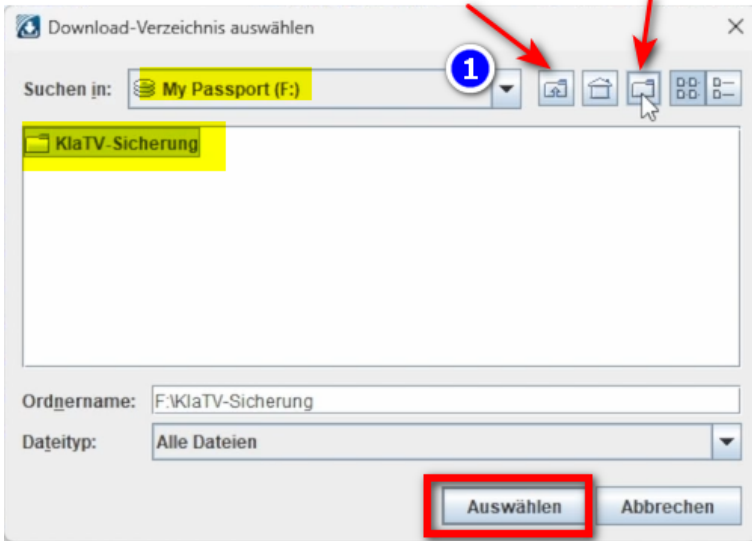 Download-Verzeichnis auswählen
Suchen in: My Passport (F:)
1
KlaTV-Sicherung
Ordnername: F:\KlaTV-Sicherung
Dateityp: Alle Dateien
Auswählen Abbrechen